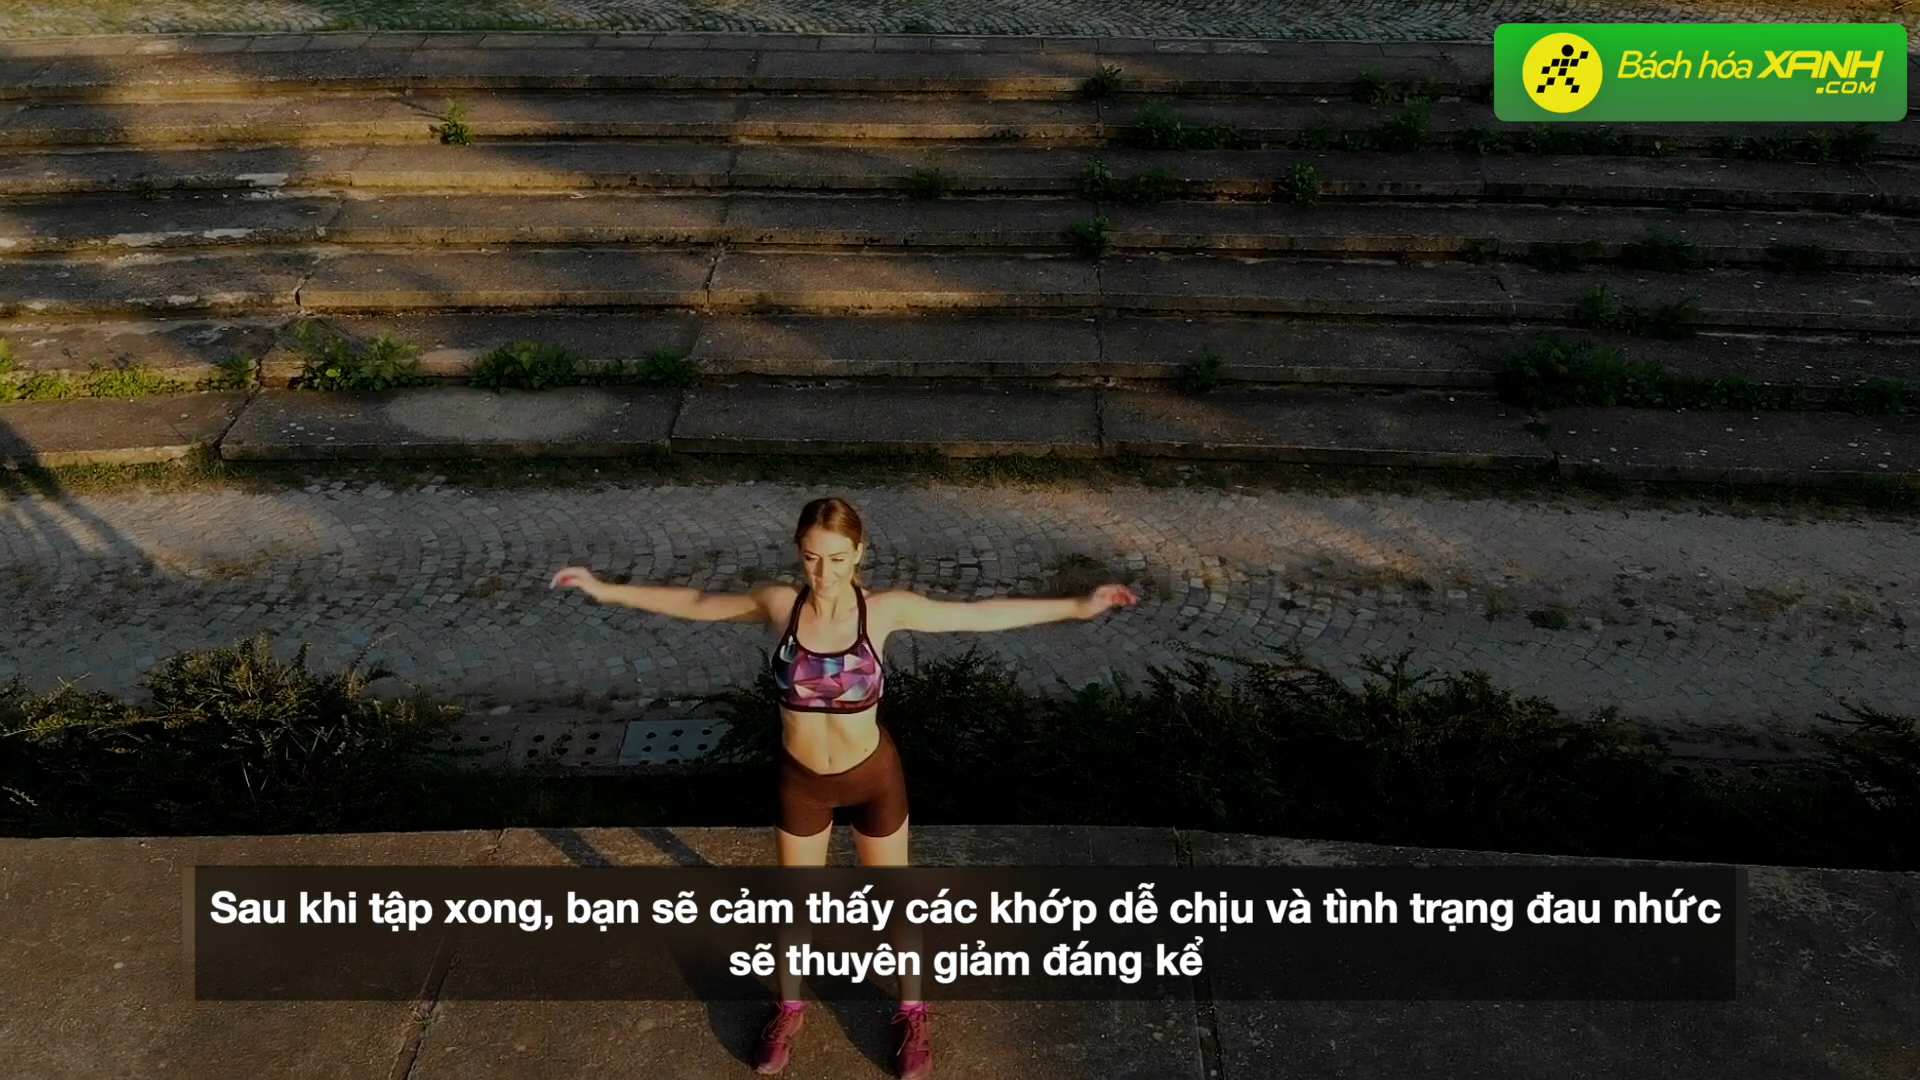 Bách hóa XANH
.COM
Sau khi tập xong, bạn sẽ cảm thấy các khớp dễ chịu và tình trạng đau nhức
sẽ thuyên giảm đáng kể